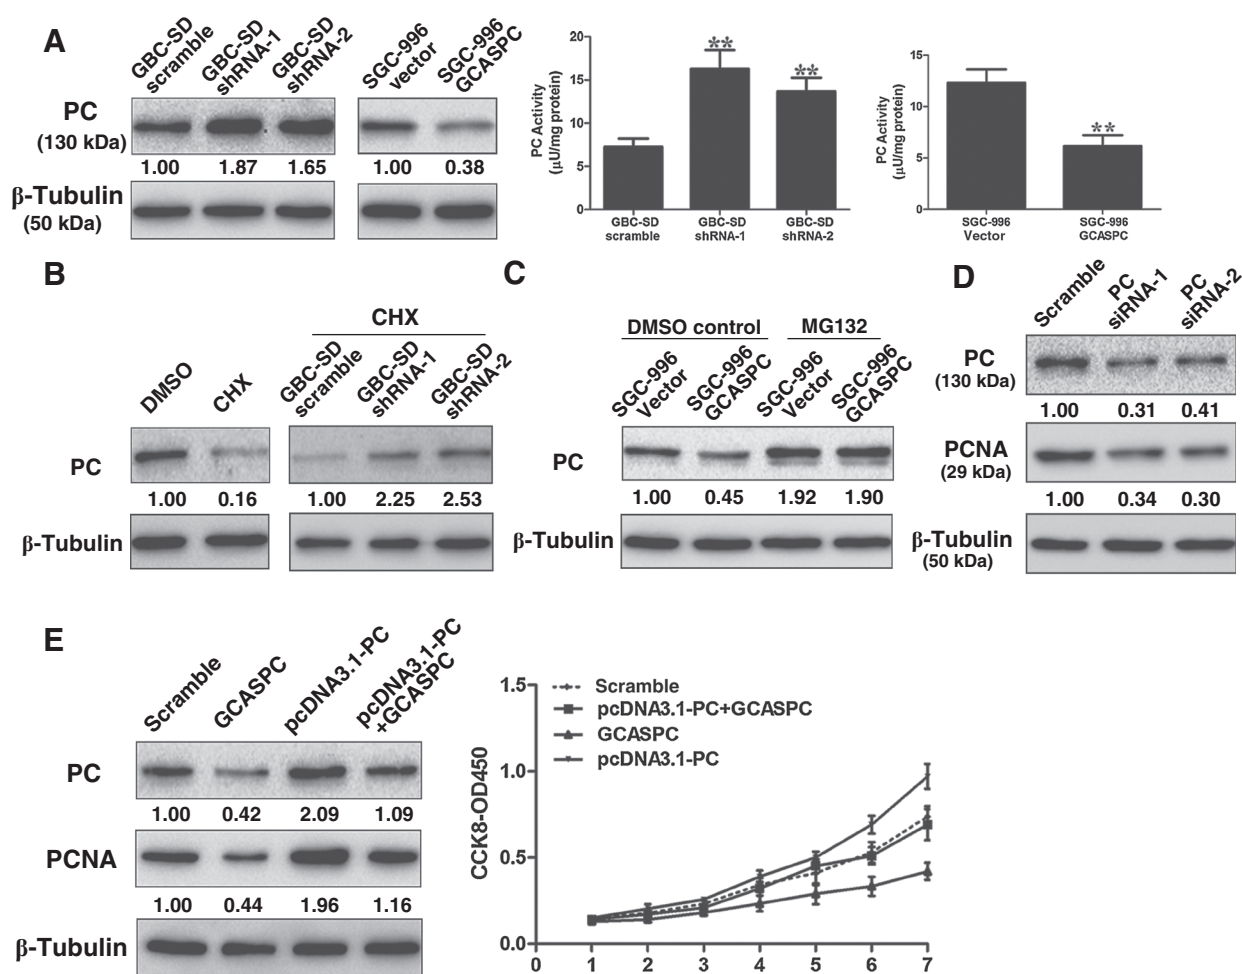 A
GBC-SD scramble
GBC-SD shRNA-1
GBC-SD shRNA-2
SGC-996 vector
SGC-996 GCASPC
PC
(130 kDa)
1.00 1.87 1.65 1.00 0.38
β-Tubulin
(50 kDa)
PC Activity
(μU/mg protein)
20
15
10
5
0
** **
GBC-SD scramble
GBC-SD shRNA-1
GBC-SD shRNA-2
PC Activity
(μU/mg protein)
15
10
5
0
**
SGC-996 Vector
SGC-996 GCASPC
B
CHX
DMSO
CHX
GBC-SD scramble
GBC-SD shRNA-1
GBC-SD shRNA-2
PC
1.00 0.16 1.00 2.25 2.53
β-Tubulin
C
DMSO control MG132
SGC-996 Vector
SGC-996 GCASPC
SGC-996 Vector
SGC-996 GCASPC
PC
1.00 0.45 1.92 1.90
β-Tubulin
D
Scramble
PC siRNA-1
PC siRNA-2
PC
(130 kDa)
1.00 0.31 0.41
PCNA
(29 kDa)
1.00 0.34 0.30
β-Tubulin
(50 kDa)
E
Scramble
GCASPC
pcDNA3.1-PC
pcDNA3.1-PC +GCASPC
PC
1.00 0.42 2.09 1.09
PCNA
1.00 0.44 1.96 1.16
β-Tubulin
CCK8-OD450
1.5
1.0
0.5
0.0
Scramble
pcDNA3.1-PC+GCASPC
GCASPC
pcDNA3.1-PC
0 1 2 3 4 5 6 7